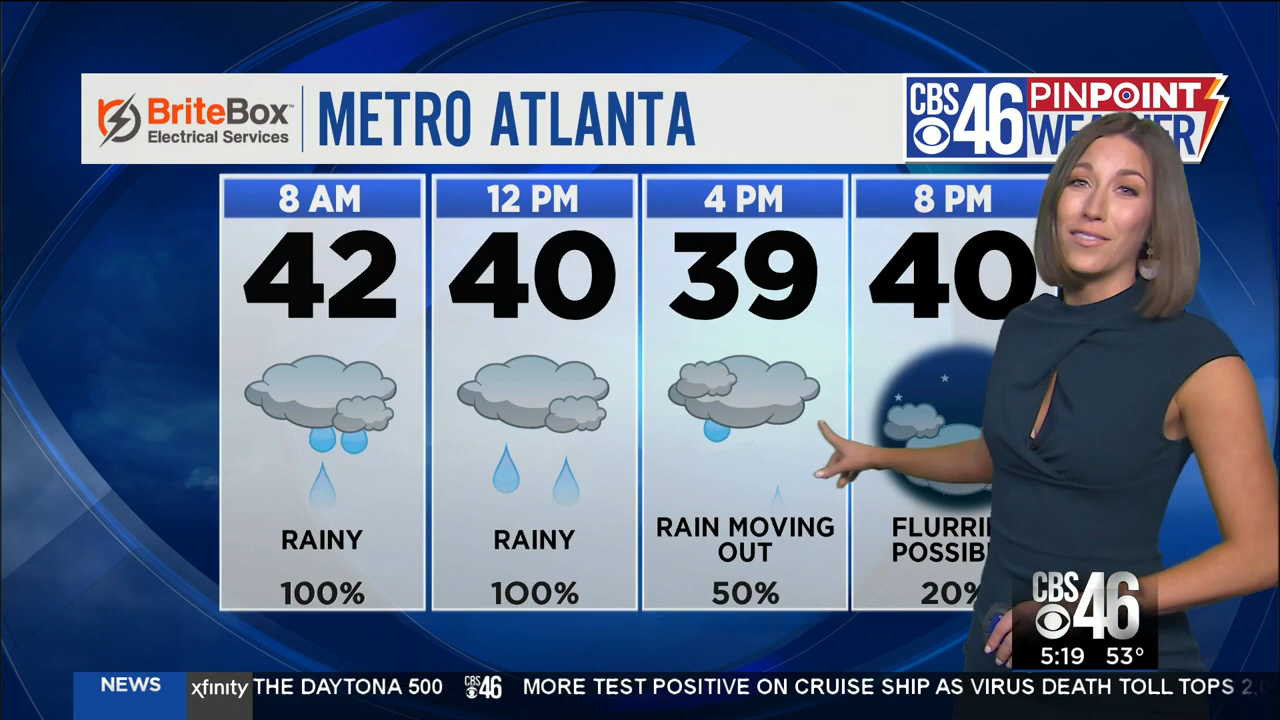 BriteBox
Electrical Services
METRO ATLANTA
CBS 46
PINPOINT
8 AM
12 PM
4 PM
8 PM
42
40
39
40
RAINY
RAINY
RAIN MOVING
OUT
100%
100%
50%
20%
CBS 46
5:19 53°
NEWS
xfinity
THE DAYTONA 500 CBS 46 MORE TEST POSITIVE ON CRUISE SHIP AS VIRUS DEATH TOLL TOPS